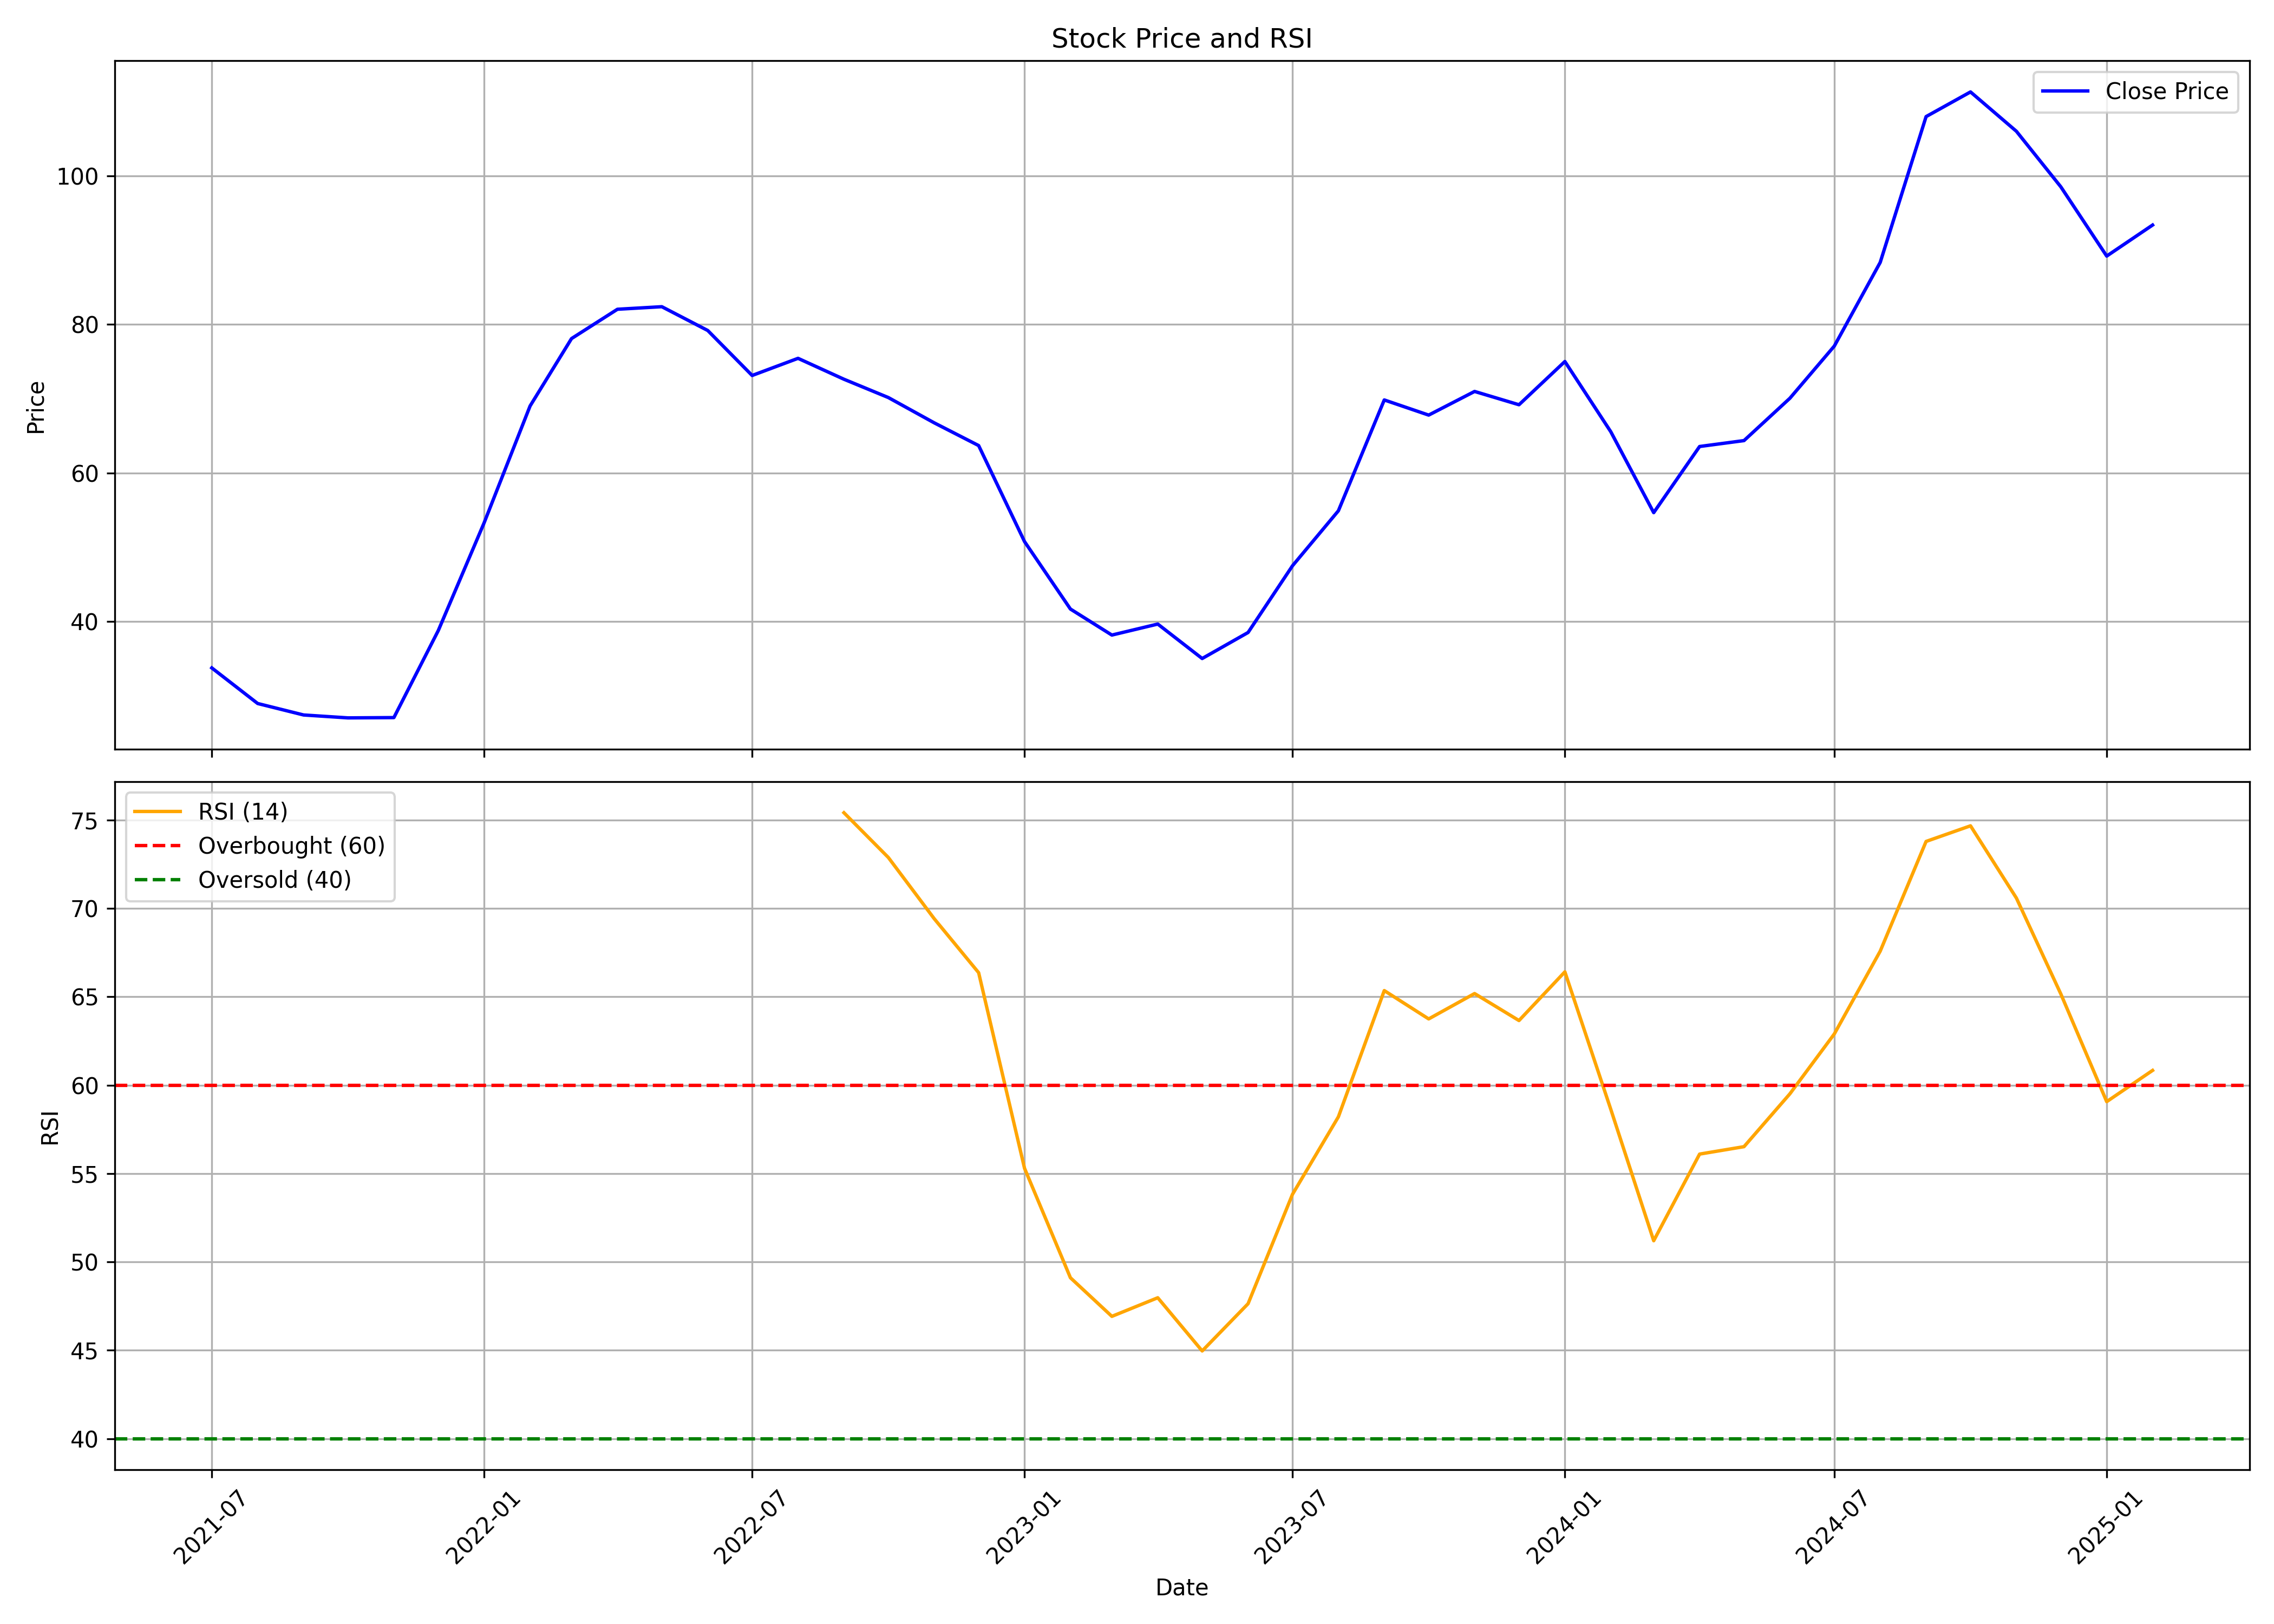 Stock Price and RSI
Close Price
100
80
60
40
Price
RSI (14)
Overbought (60)
Oversold (40)
75
70
65
60
55
50
45
40
RSI
2021-07
2022-01
2022-07
2023-01
2023-07
2024-01
2024-07
2025-01
Date